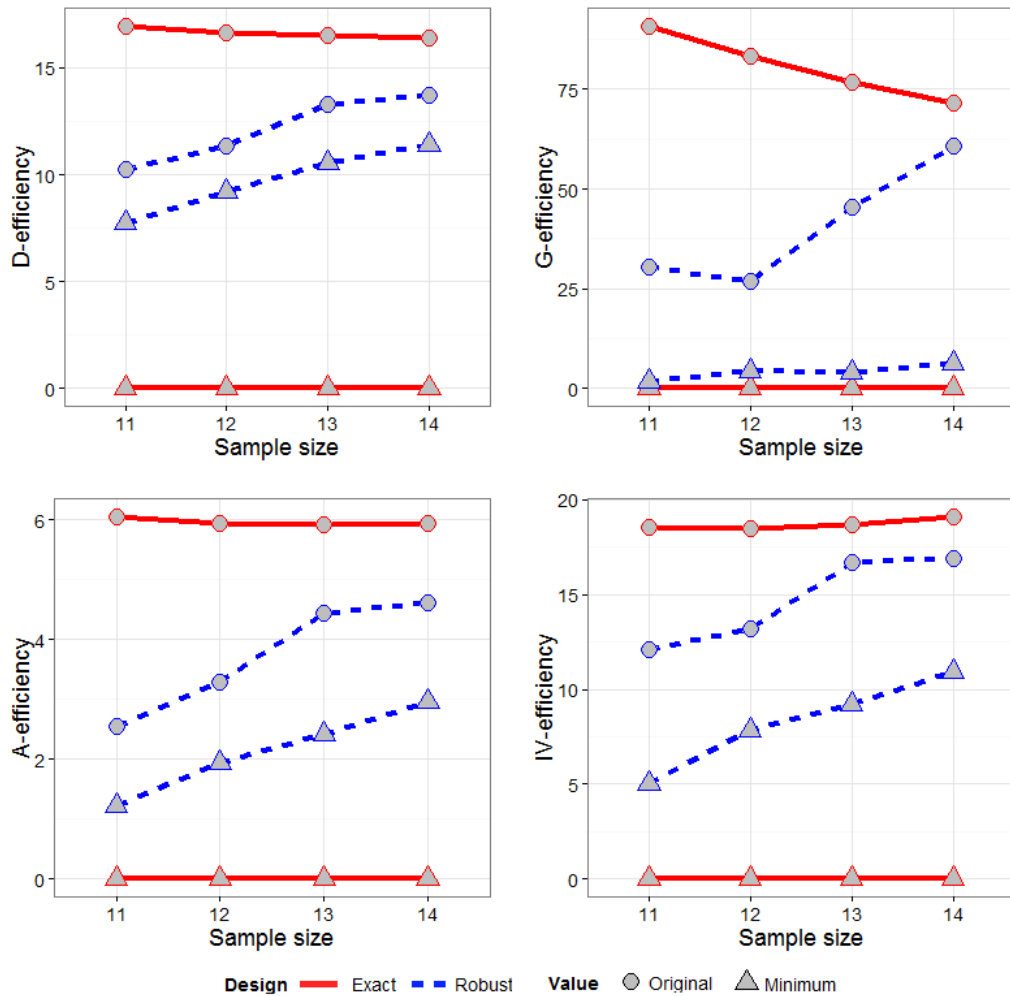 D-efficiency
15
10
5
0
11 12 13 14
Sample size
G-efficiency
75
50
25
0
11 12 13 14
Sample size
A-efficiency
6
4
2
0
11 12 13 14
Sample size
IV-efficiency
20
15
10
5
0
11 12 13 14
Sample size
Design Exact Robust Value Original Minimum